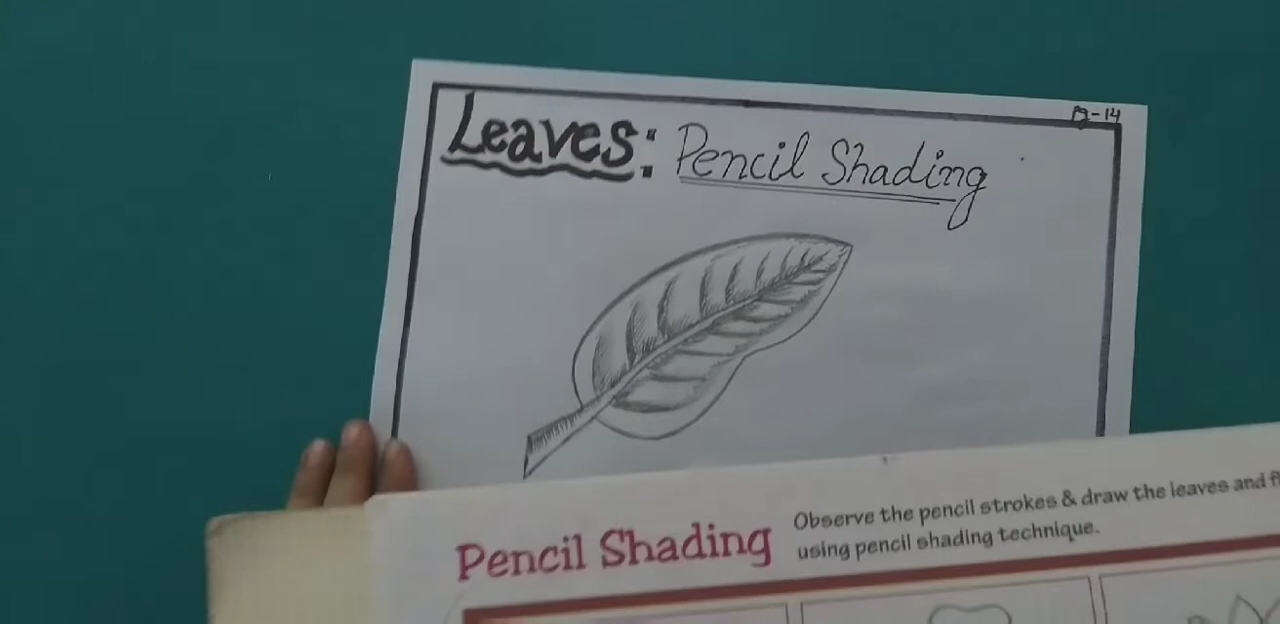 Leaves: Pencil Shading
Pencil Shading
Observe the pencil strokes & draw the leaves and
using pencil shading technique.